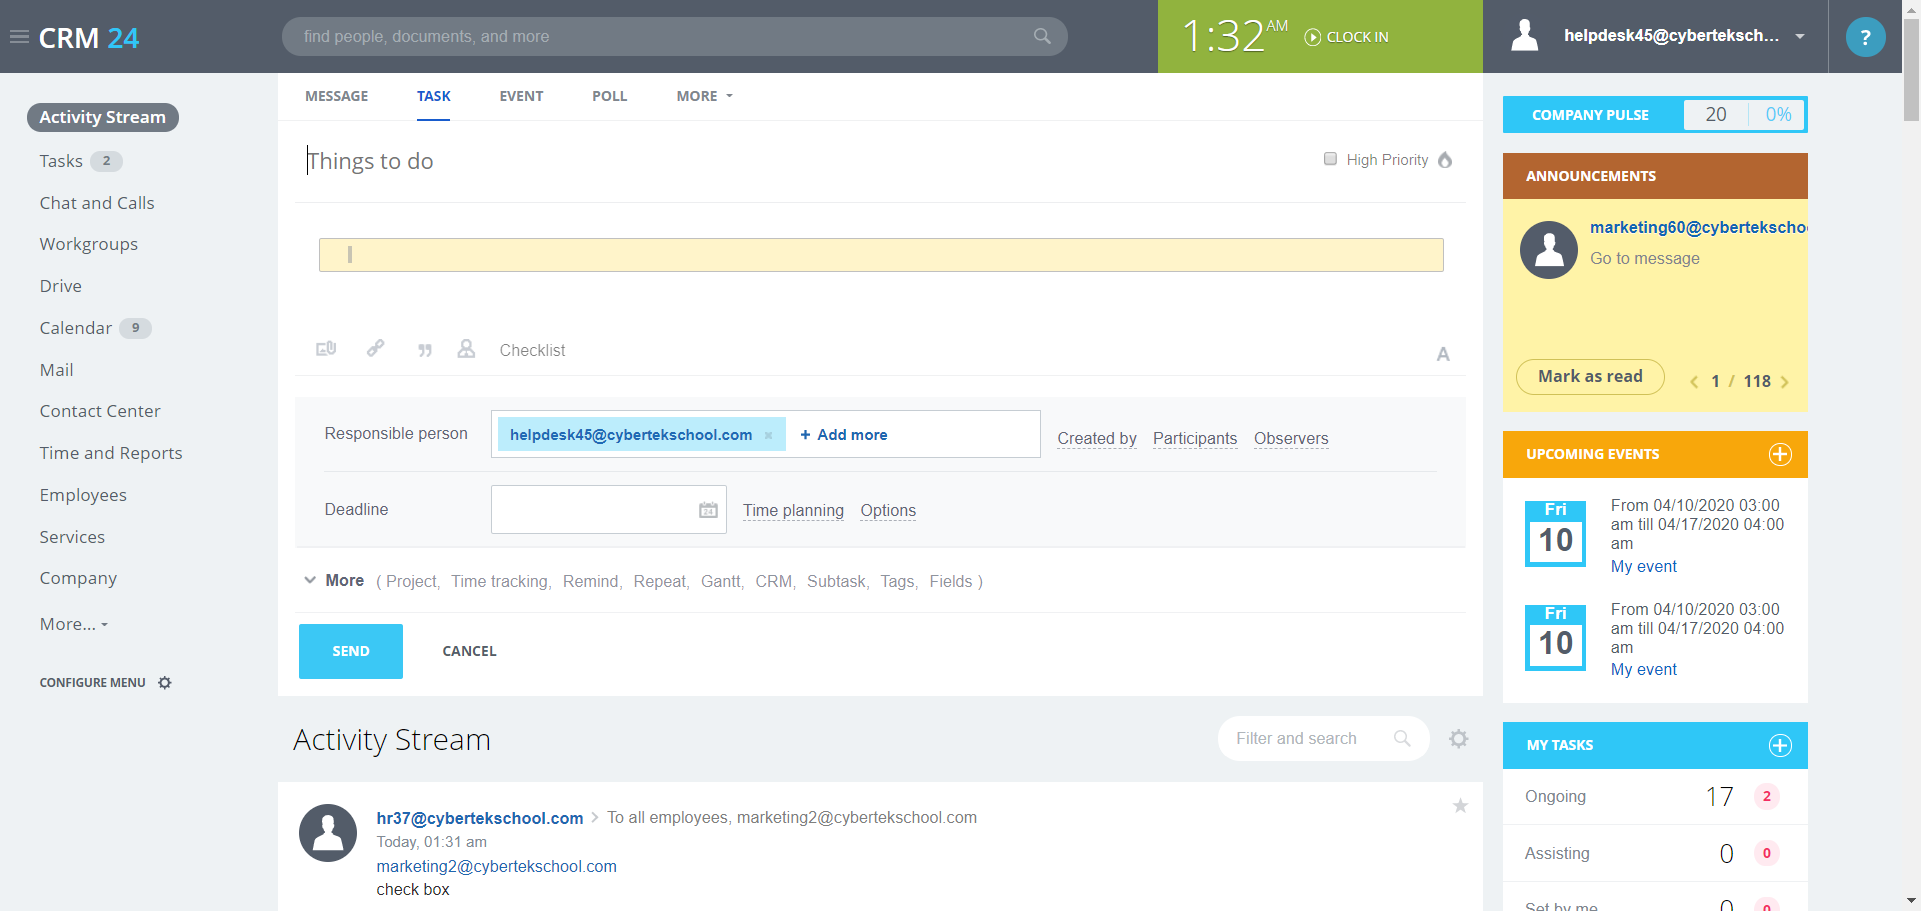 CRM 24
find people, documents, and more
1:32 AM
CLOCK IN
helpdesk45@cyberteksch...
?
Activity Stream
Tasks 2
Chat and Calls
Workgroups
Drive
Calendar 9
Mail
Contact Center
Time and Reports
Employees
Services
Company
More...
CONFIGURE MENU
MESSAGE TASK EVENT POLL MORE
Things to do
High Priority
Checklist
A
Responsible person
helpdesk45@cybertekschool.com × + Add more
Created by Participants Observers
Deadline
24
Time planning Options
More ( Project, Time tracking, Remind, Repeat, Gantt, CRM, Subtask, Tags, Fields )
SEND CANCEL
Activity Stream
Filter and search
hr37@cybertekschool.com > To all employees, marketing2@cybertekschool.com
Today, 01:31 am
marketing2@cybertekschool.com
check box
COMPANY PULSE 20 0%
ANNOUNCEMENTS
marketing60@cybertekscho
Go to message
Mark as read
1 / 118
UPCOMING EVENTS
Fri
10
From 04/10/2020 03:00
am till 04/17/2020 04:00
am
My event
Fri
10
From 04/10/2020 03:00
am till 04/17/2020 04:00
am
My event
MY TASKS
Ongoing 17 2
Assisting 0 0
Set by me 0 0